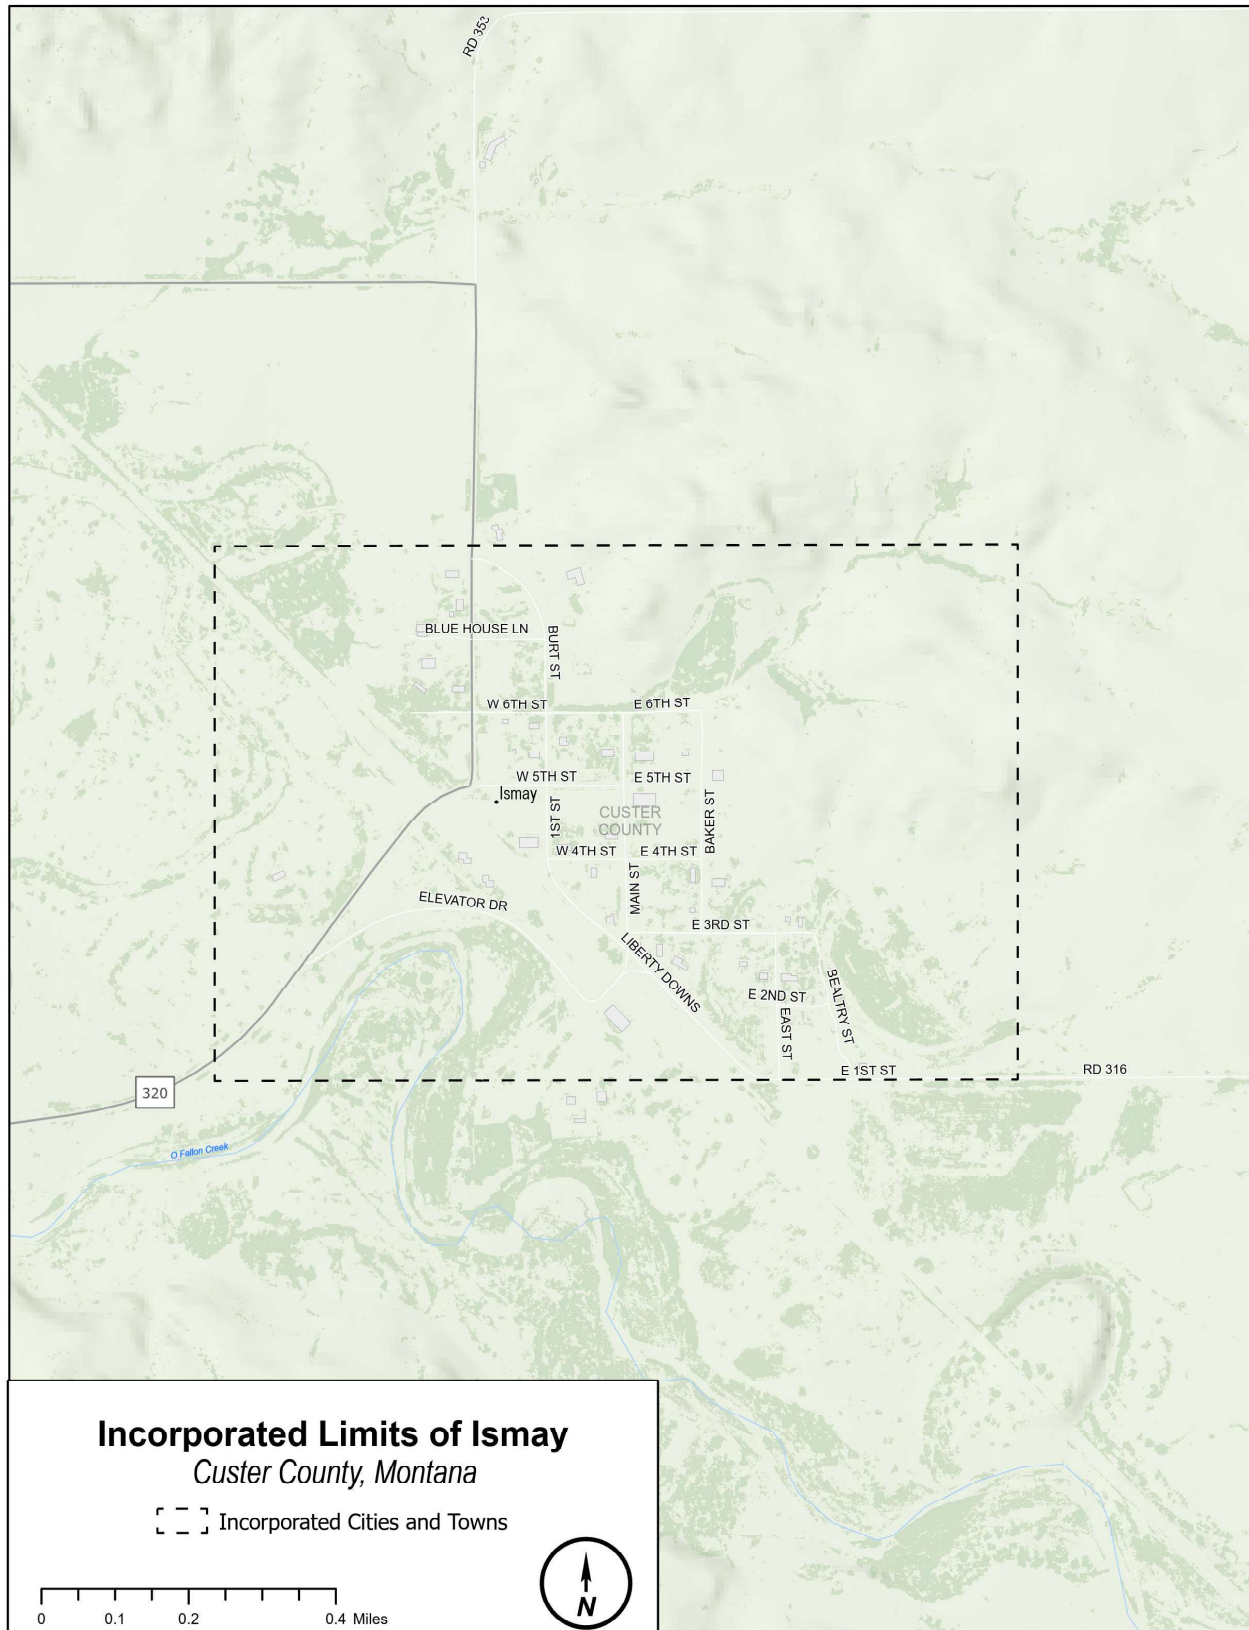 RD 353
BLUE HOUSE LN
BURT ST
W 6TH ST
E 6TH ST
W 5TH ST
E 5TH ST
Ismay
1ST ST
CUSTER
COUNTY
BAKER ST
W 4TH ST
E 4TH ST
MAIN ST
ELEVATOR DR
E 3RD ST
LIBERTY DOWNS
BEALTRY ST
E 2ND ST
EAST ST
E 1ST ST
RD 316
320
O Fallon Creek
Incorporated Limits of Ismay
Custer County, Montana
Incorporated Cities and Towns
0 0.1 0.2 0.4 Miles
N